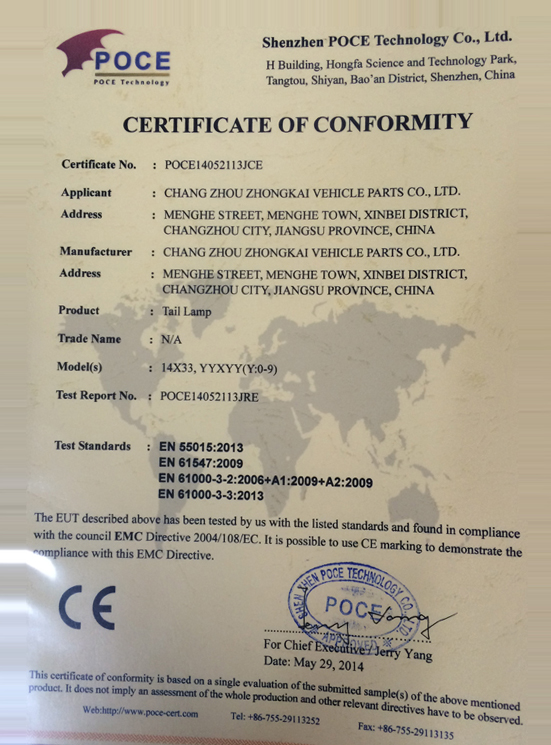 POCE
POCE Technology
Shenzhen POCE Technology Co., Ltd.
H Building, Hongfa Science and Technology Park,
Tangtou, Shiyan, Bao'an District, Shenzhen, China
CERTIFICATE OF CONFORMITY
Certificate No. : POCE14052113JCE
Applicant : CHANG ZHOU ZHONGKAI VEHICLE PARTS CO., LTD.
Address : MENGHE STREET, MENGHE TOWN, XINBEI DISTRICT,
CHANGZHOU CITY, JIANGSU PROVINCE, CHINA
Manufacturer : CHANG ZHOU ZHONGKAI VEHICLE PARTS CO., LTD.
Address : MENGHE STREET, MENGHE TOWN, XINBEI DISTRICT,
CHANGZHOU CITY, JIANGSU PROVINCE, CHINA
Product : Tail Lamp
Trade Name : N/A
Model(s) : 14X33, YYXYY(Y:0-9)
Test Report No. : POCE14052113JRE
Test Standards : EN 55015:2013
EN 61547:2009
EN 61000-3-2:2006+A1:2009+A2:2009
EN 61000-3-3:2013
The EUT described above has been tested by us with the listed standards and found in compliance
with the council EMC Directive 2004/108/EC. It is possible to use CE marking to demonstrate the
compliance with this EMC Directive.
CE
SHEN ZHEN POCE TECHNOLOGY CO., LTD.
POCE
APPROVED
Jerry Yang
For Chief Executive / Jerry Yang
Date: May 29, 2014
This certificate of conformity is based on a single evaluation of the submitted sample(s) of the above mentioned
product. It does not imply an assessment of the whole production and other relevant directives have to be observed.
Web:http://www.poce-cert.com Tel: +86-755-29113252 Fax: +86-755-29113135